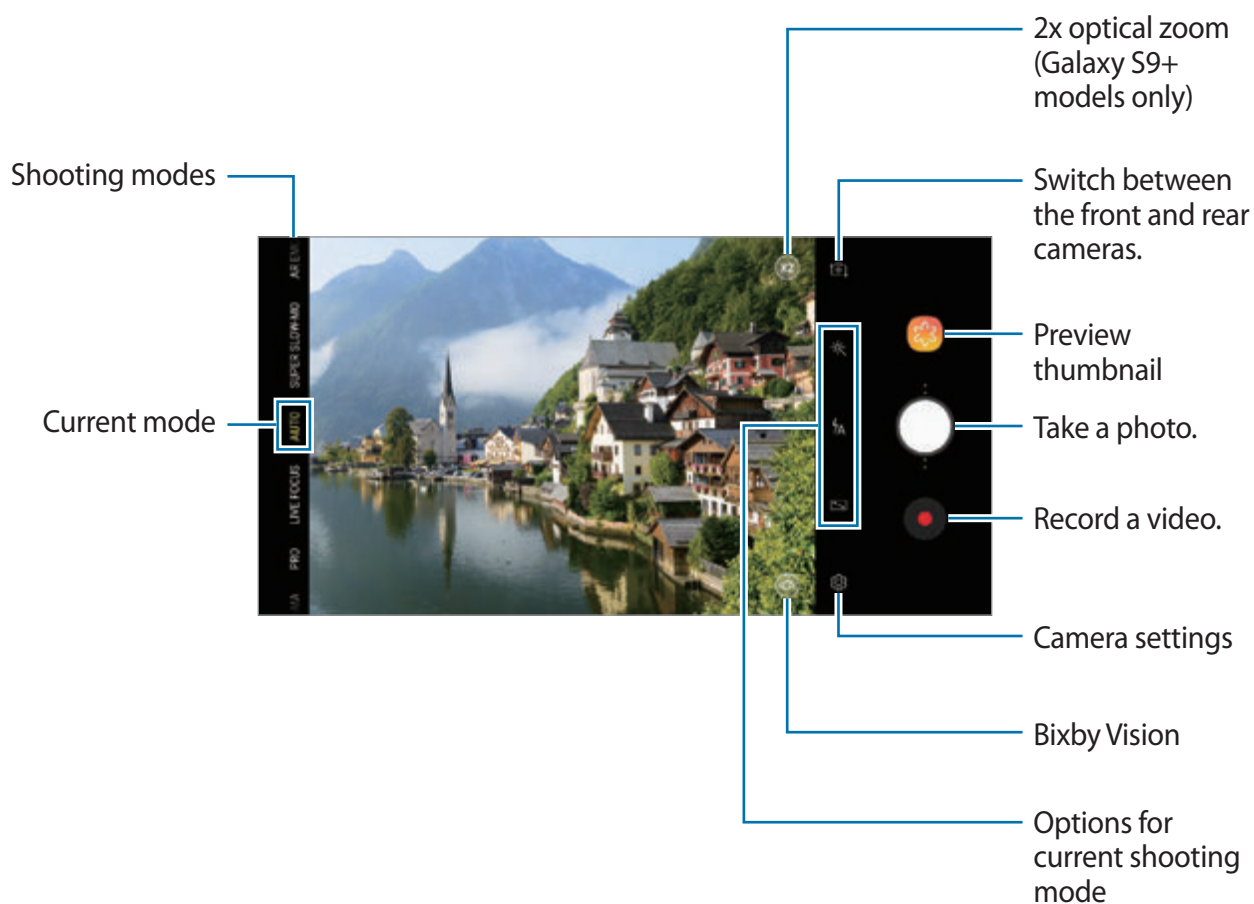 2x optical zoom
(Galaxy S9+
models only)
Shooting modes
Switch between
the front and rear
cameras.
Preview
thumbnail
Current mode
Take a photo.
Record a video.
Camera settings
Bixby Vision
Options for
current shooting
mode
AR EM
SUPER SLOW-MO
AUTO
LIVE FOCUS
PRO
MA
X2